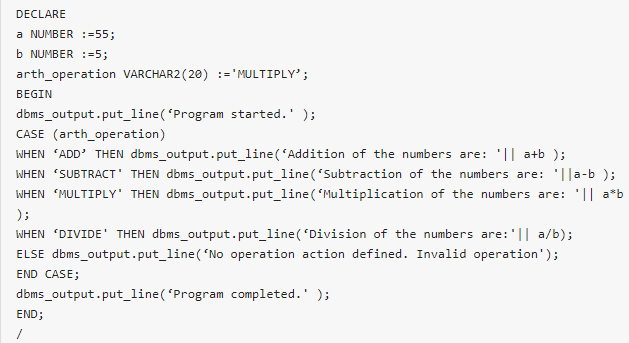 DECLARE
a NUMBER :=55;
b NUMBER :=5;
arth_operation VARCHAR2(20) :='MULTIPLY’;
BEGIN
dbms_output.put_line(‘Program started.' );
CASE (arth_operation)
WHEN ‘ADD’ THEN dbms_output.put_line(‘Addition of the numbers are: '|| a+b );
WHEN ‘SUBTRACT' THEN dbms_output.put_line(‘Subtraction of the numbers are: '||a-b );
WHEN ‘MULTIPLY' THEN dbms_output.put_line(‘Multiplication of the numbers are: '|| a*b
);
WHEN ‘DIVIDE' THEN dbms_output.put_line(‘Division of the numbers are:'|| a/b);
ELSE dbms_output.put_line(‘No operation action defined. Invalid operation');
END CASE;
dbms_output.put_line(‘Program completed.' );
END;
/